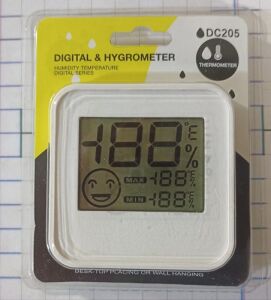 DC205
DIGITAL & HYGROMETER
HUMIDITY TEMPERATURE
DIGITAL SERIES
THERMOMETER
-188
%
MAX -188
MIN -188
DESK-TOP PLACING OR WALL HANGING